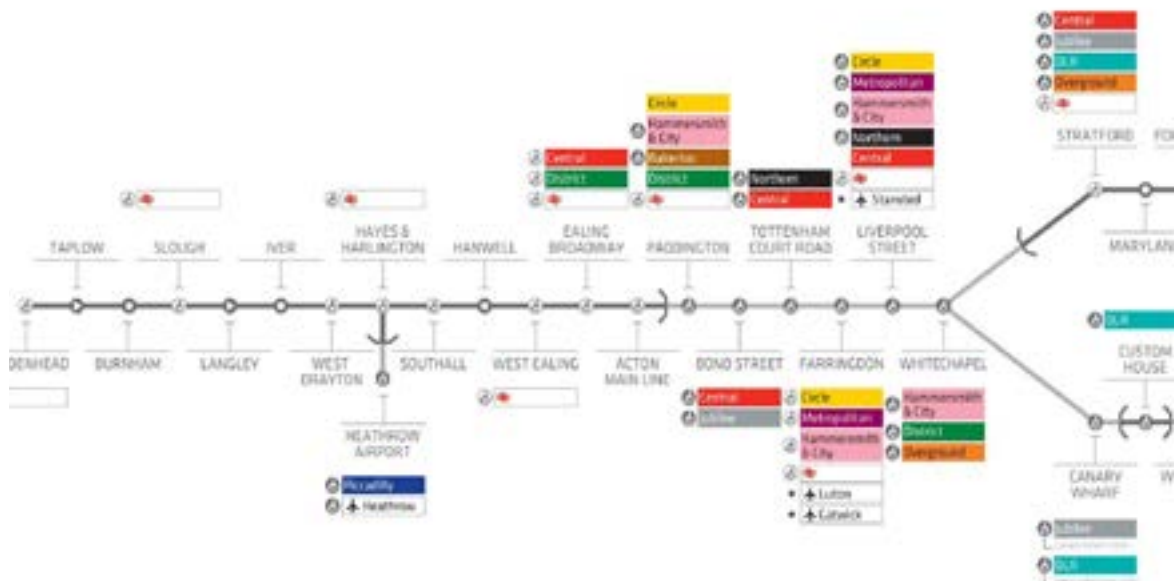 Central
Jubilee
DLR
Overground
STRATFORD
FOR
MARYLAN
Circle
Metropolitan
Hammersmith
& City
Northern
Central
Stansted
LIVERPOOL
STREET
Northern
Central
TOTTENHAM
COURT ROAD
Circle
Hammersmith
& City
Bakerloo
District
PADDINGTON
Central
District
EALING
BROADWAY
HANWELL
HAYES &
HARLINGTON
IVER
SLOUGH
TAPLOW
DENHEAD
BURNHAM
LANGLEY
WEST
DRAYTON
SOUTHALL
WEST EALING
ACTON
MAIN LINE
BOND STREET
FARRINGDON
WHITECHAPEL
HEATHROW
AIRPORT
Piccadilly
Heathrow
Central
Jubilee
Circle
Metropolitan
Hammersmith
& City
Luton
Gatwick
Hammersmith
& City
District
Overground
DLR
CUSTOM
HOUSE
CANARY
WHARF
W
Jubilee
DLR